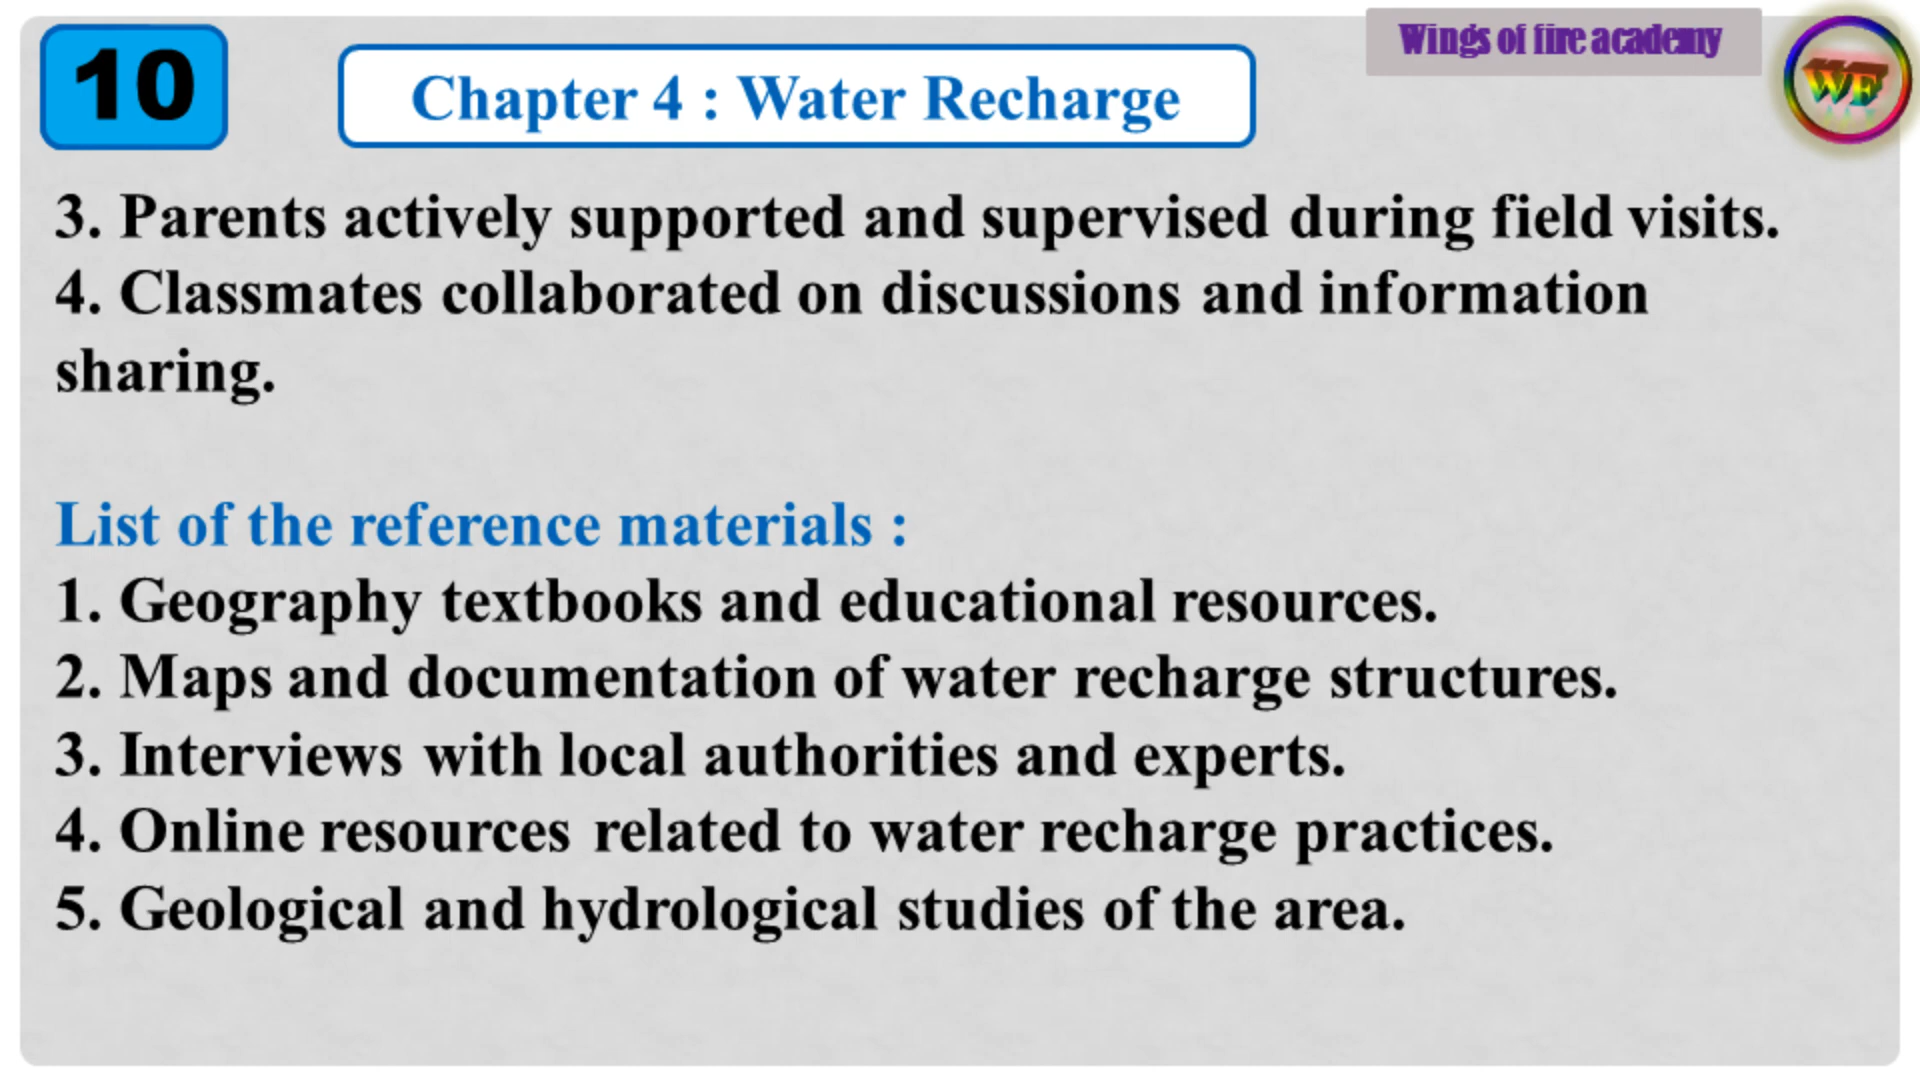 10
Chapter 4 : Water Recharge
Wings of fire academy
WF
3. Parents actively supported and supervised during field visits.
4. Classmates collaborated on discussions and information
sharing.
List of the reference materials :
1. Geography textbooks and educational resources.
2. Maps and documentation of water recharge structures.
3. Interviews with local authorities and experts.
4. Online resources related to water recharge practices.
5. Geological and hydrological studies of the area.